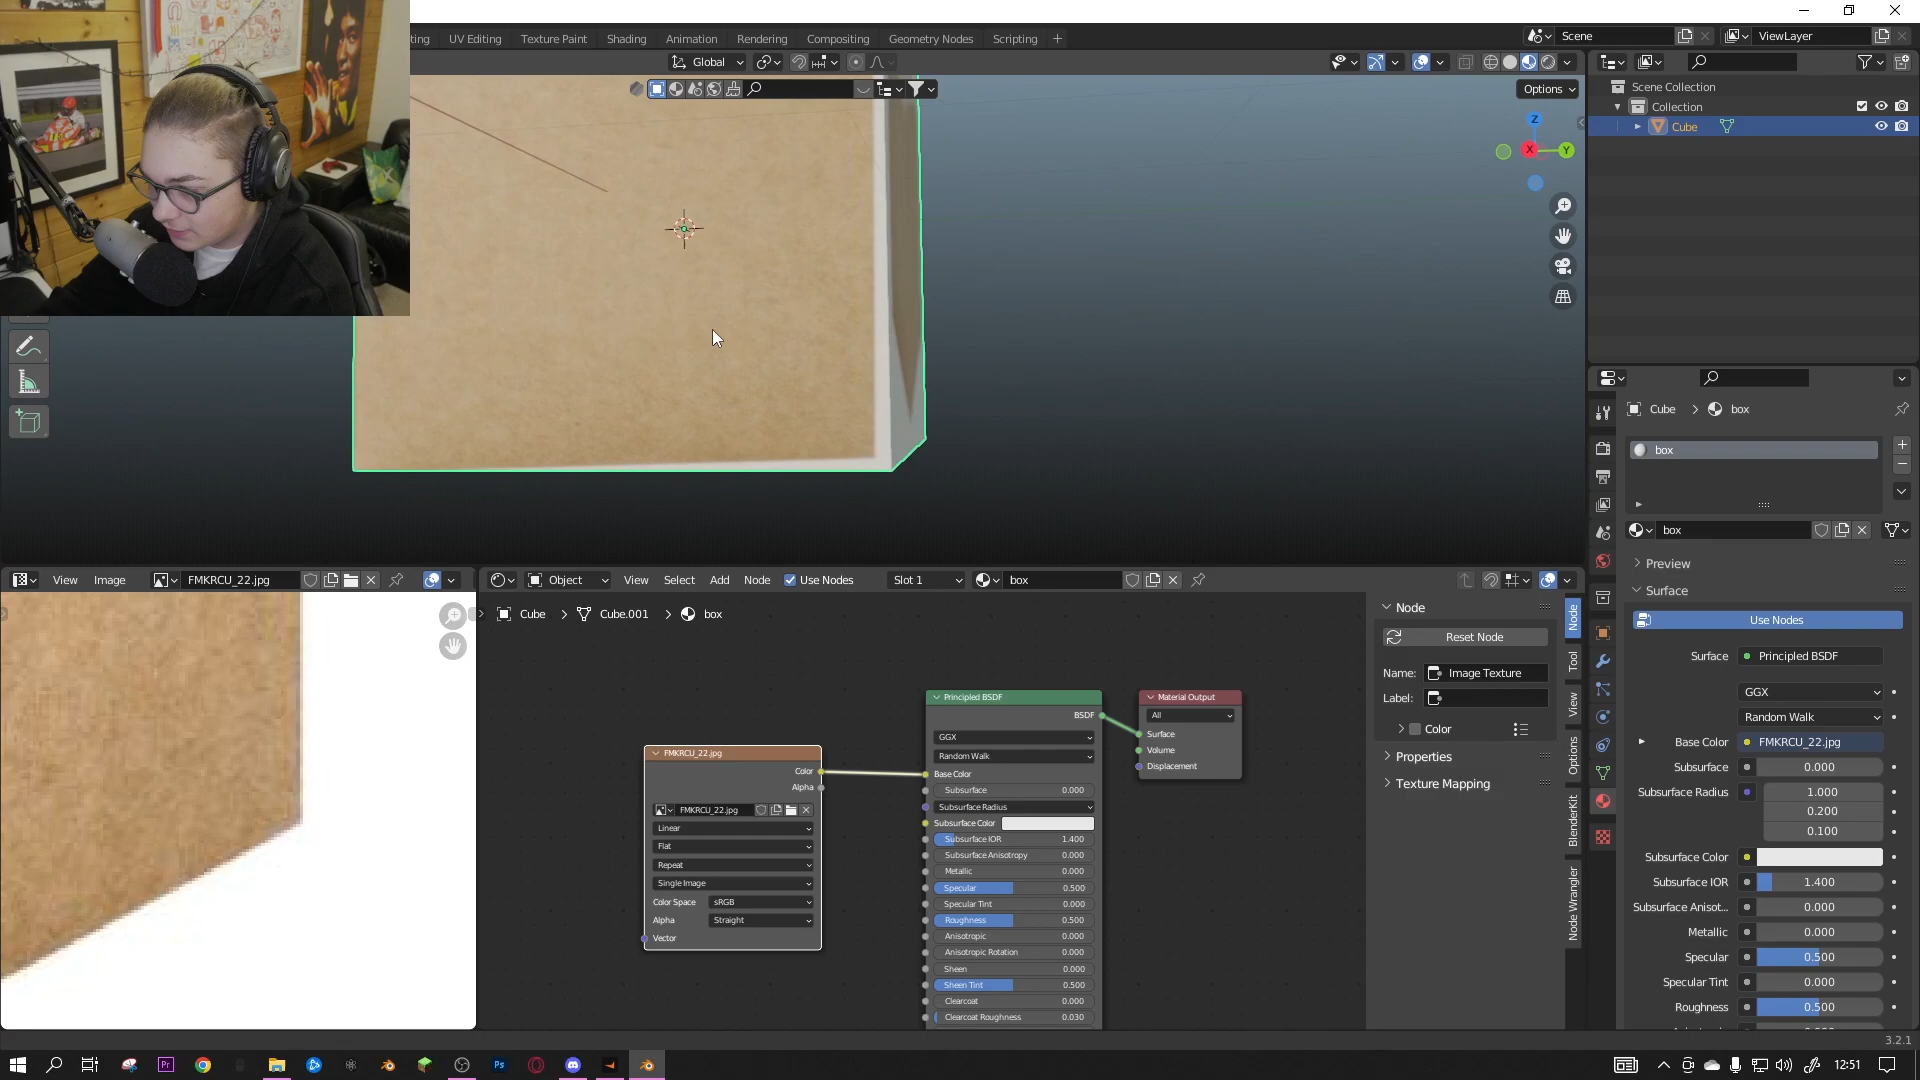 ting UV Editing Texture Paint Shading Animation Rendering Compositing Geometry Nodes Scripting + Scene ViewLayer
Global
Options
Scene Collection
Collection
Cube
Z
X Y
Cube > box
box
box
Preview
Surface
Use Nodes
Surface Principled BSDF
GGX
Random Walk
Base Color FMKRCU_22.jpg
Subsurface 0.000
Subsurface Radius 1.000
0.200
0.100
Subsurface Color
Subsurface IOR 1.400
Subsurface Anisot... 0.000
Metallic 0.000
Specular 0.500
Specular Tint 0.000
Roughness 0.500
View Image FMKRCU_22.jpg
Object View Select Add Node Use Nodes Slot 1 box
Cube > Cube.001 > box
FMKRCU_22.jpg
Color
Alpha
FMKRCU_22.jpg
Linear
Flat
Repeat
Single Image
Color Space sRGB
Alpha Straight
Vector
Principled BSDF
BSDF
GGX
Random Walk
Base Color
Subsurface 0.000
Subsurface Radius
Subsurface Color
Subsurface IOR 1.400
Subsurface Anisotropy 0.000
Metallic 0.000
Specular 0.500
Specular Tint 0.000
Roughness 0.500
Anisotropic 0.000
Anisotropic Rotation 0.000
Sheen 0.000
Sheen Tint 0.500
Clearcoat 0.000
Clearcoat Roughness 0.030
Material Output
All
Surface
Volume
Displacement
Node
Reset Node
Name: Image Texture
Label:
Color
Properties
Texture Mapping
Node
Tool
View
Options
BlenderKit
Node Wrangler
3.2.1
Pr Ps 12:51